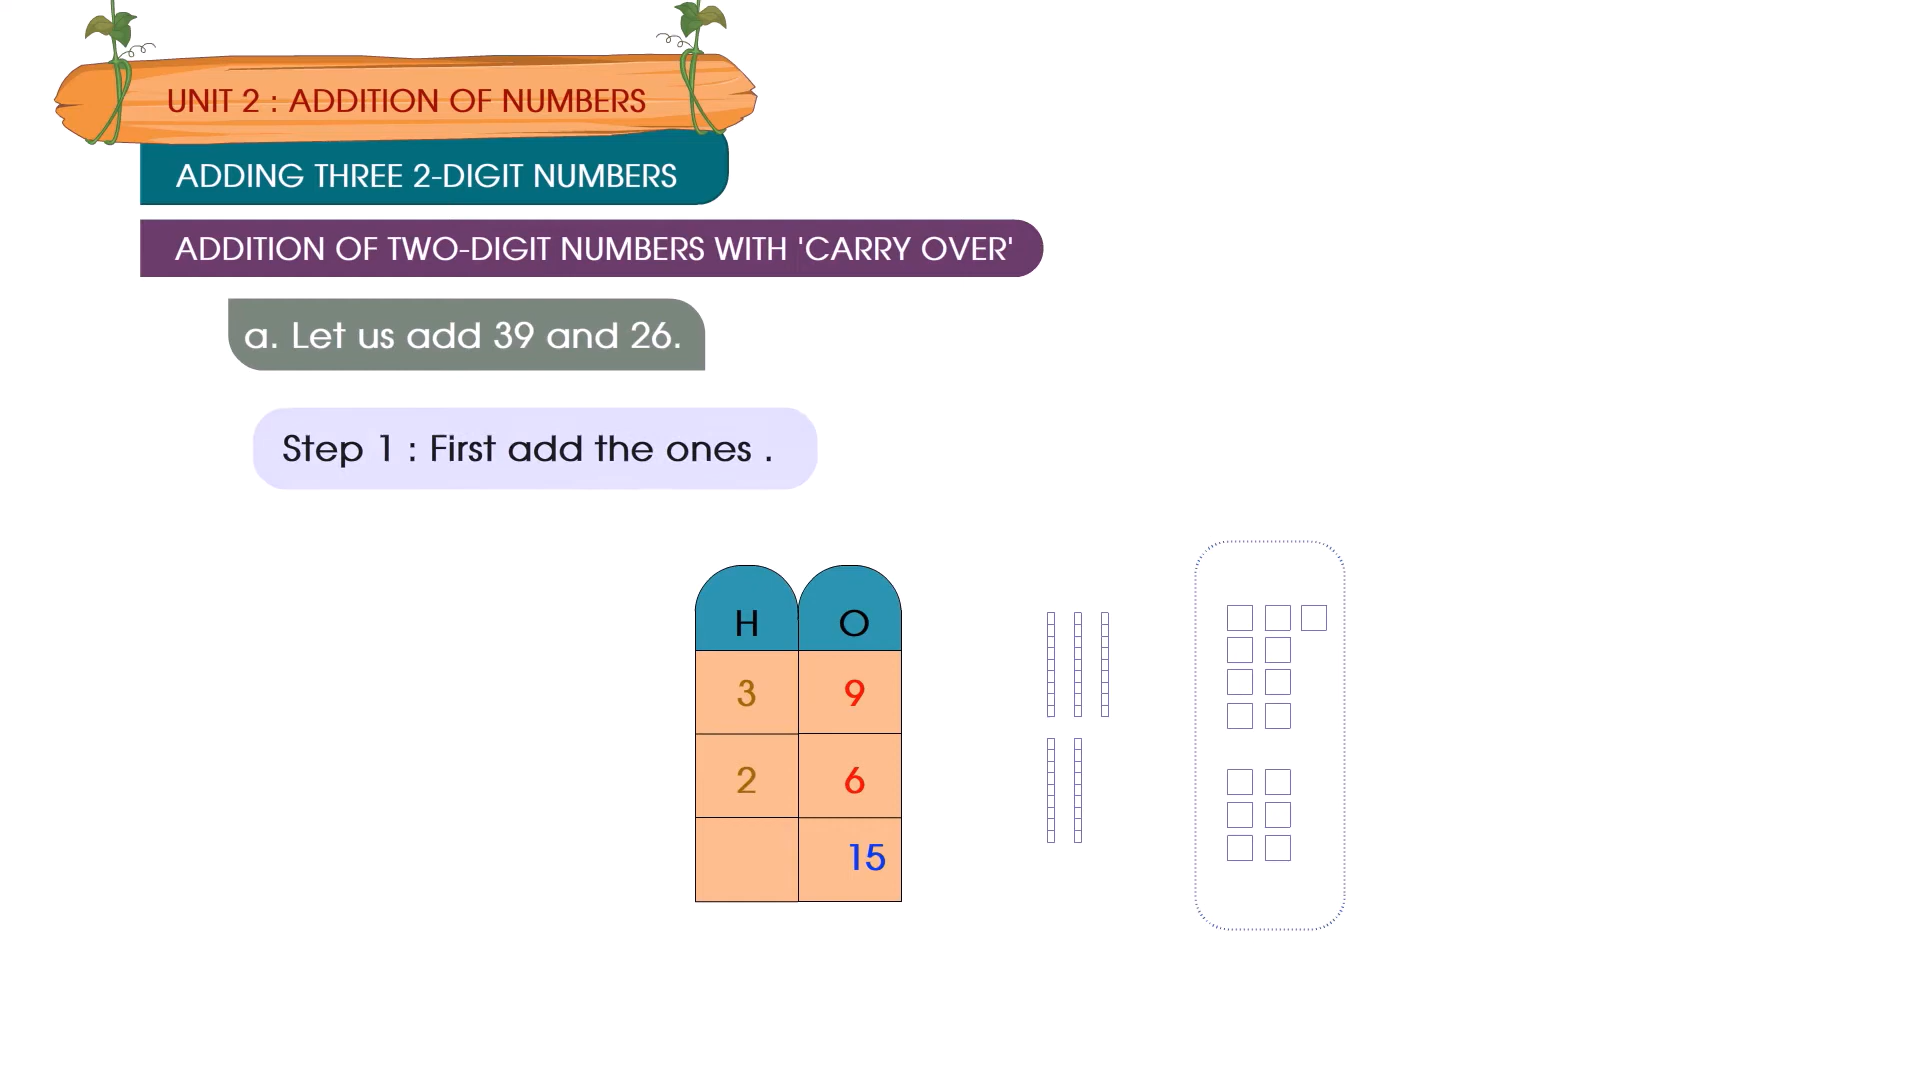 UNIT 2 : ADDITION OF NUMBERS
ADDING THREE 2-DIGIT NUMBERS
ADDITION OF TWO-DIGIT NUMBERS WITH 'CARRY OVER'
a. Let us add 39 and 26.
Step 1 : First add the ones .
H O
3 9
2 6
15